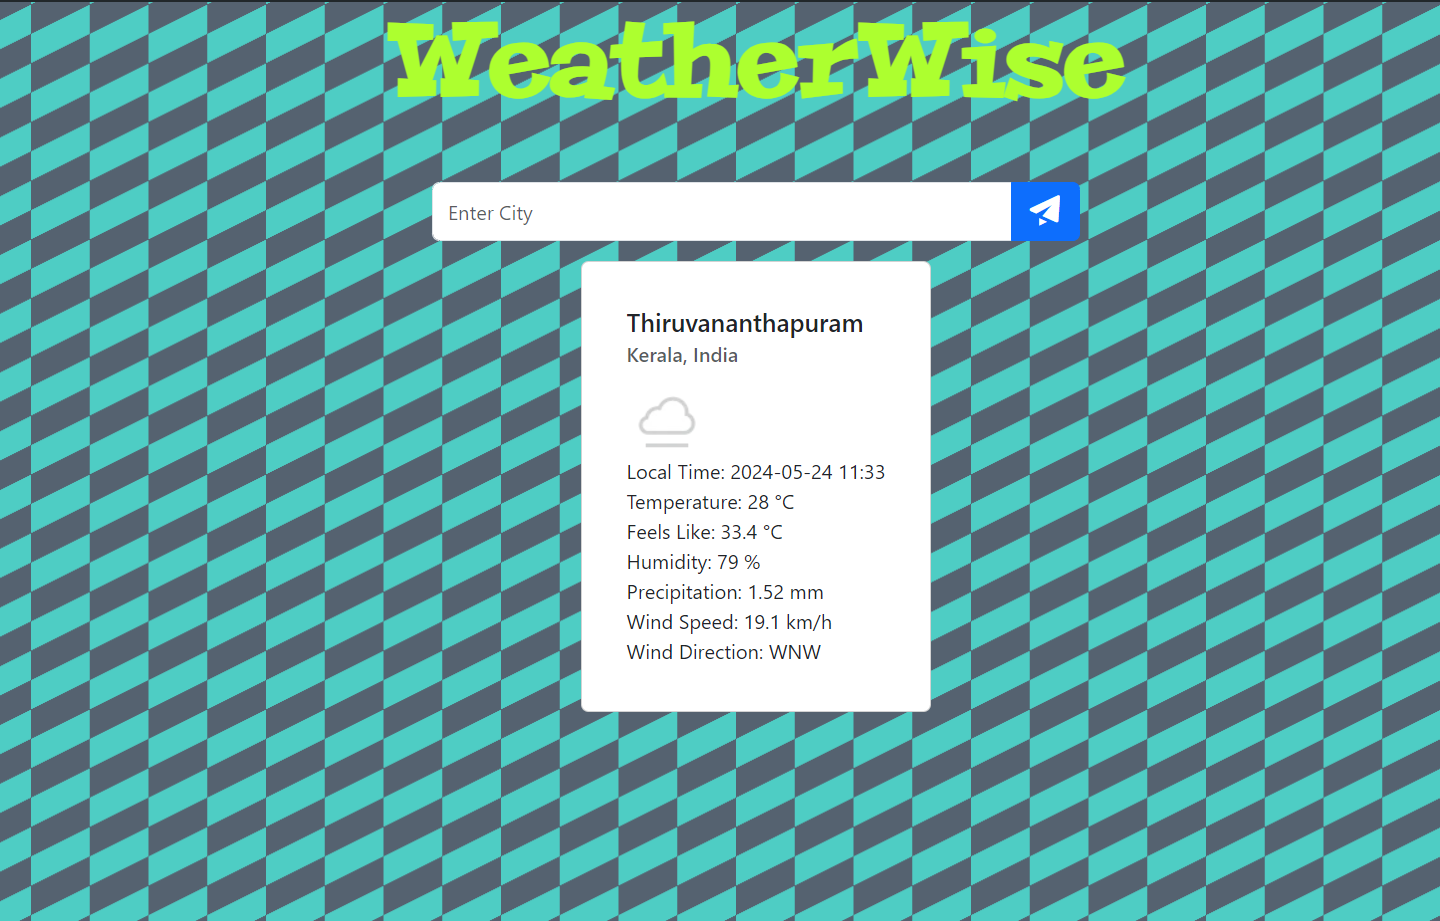 WeatherWise
Enter City
Thiruvananthapuram
Kerala, India
Local Time: 2024-05-24 11:33
Temperature: 28 °C
Feels Like: 33.4 °C
Humidity: 79 %
Precipitation: 1.52 mm
Wind Speed: 19.1 km/h
Wind Direction: WNW